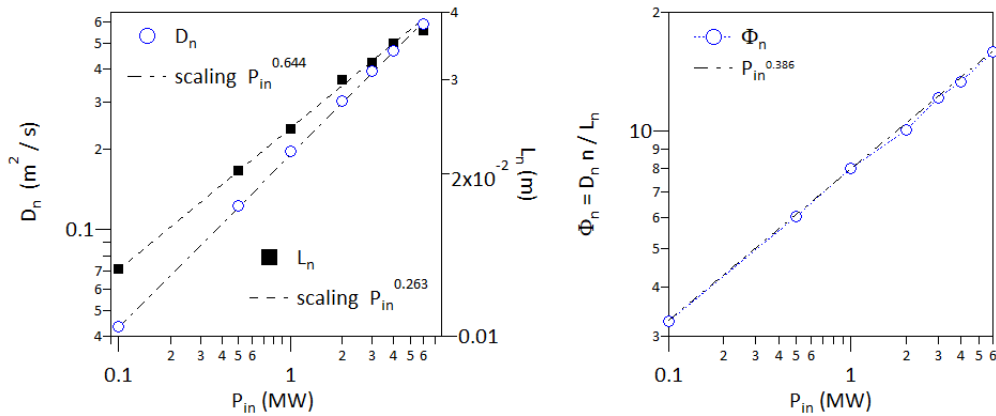 D_n
scaling P_in^0.644
L_n
scaling P_in^0.263
D_n (m^2 / s)
6
5
4
3
2
0.1
7
6
5
4
4
3
2x10^-2
0.01
L_n (m)
2 3 4 5 6 2 3 4 5 6
0.1 1
P_in (MW)
Φ_n
P_in^0.386
Φ_n = D_n n / L_n
2
10
8
7
6
5
4
3
2 3 4 5 6 2 3 4 5 6
0.1 1
P_in (MW)